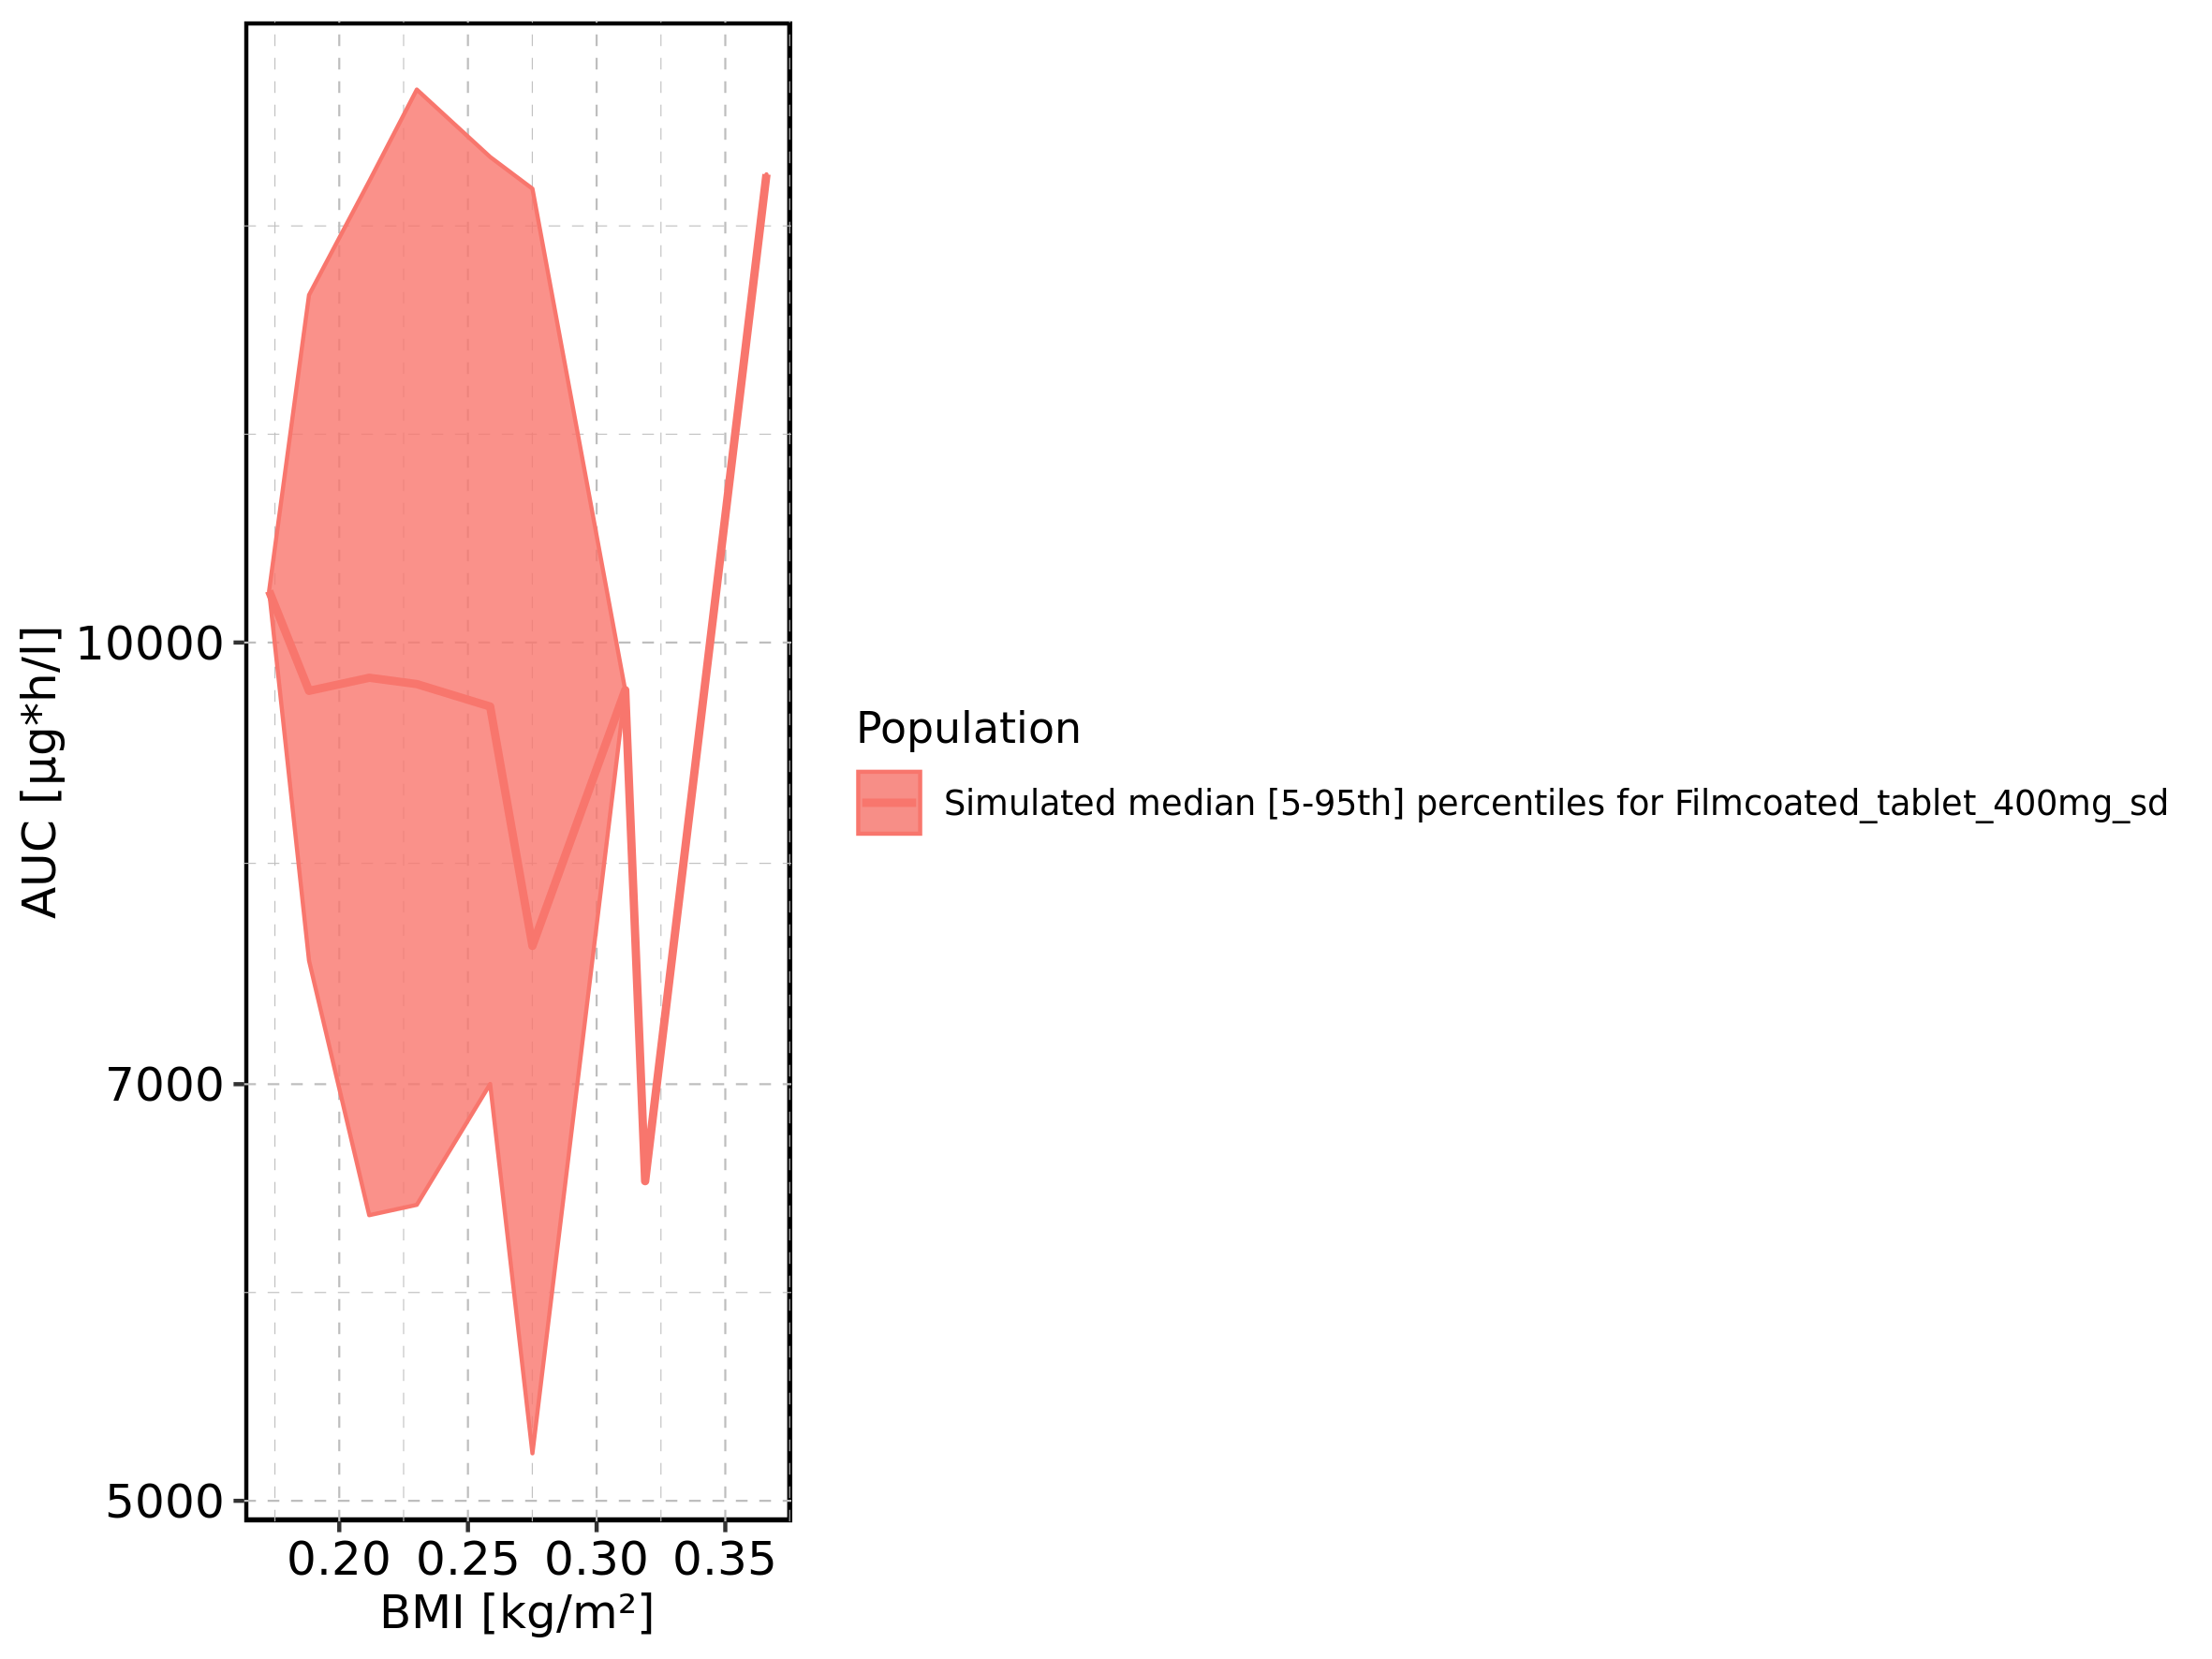 AUC [µg*h/l]
10000
7000
5000
0.20 0.25 0.30 0.35
BMI [kg/m²]
Population
Simulated median [5-95th] percentiles for Filmcoated_tablet_400mg_sd